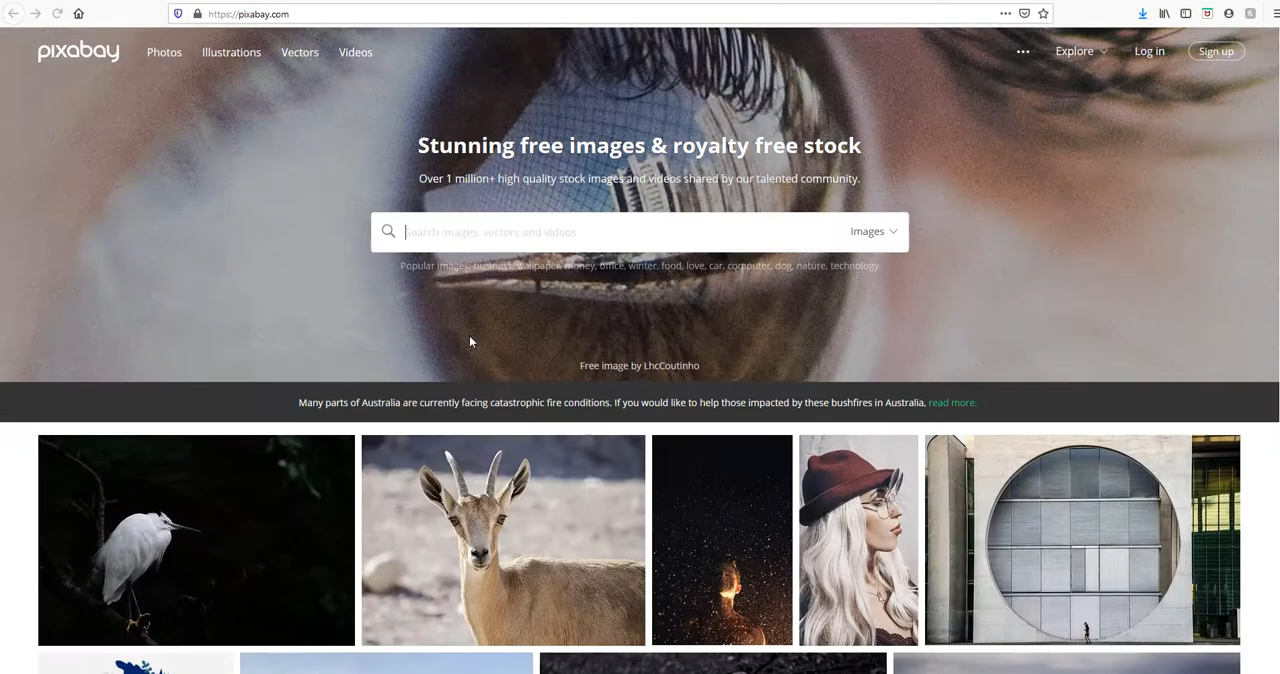 https://pixabay.com
pixabay Photos Illustrations Vectors Videos Explore Log in Sign up
Stunning free images & royalty free stock
Over 1 million+ high quality stock images and videos shared by our talented community.
Search images, vectors and videos Images
Popular images: business, wallpaper, money, office, winter, food, love, car, computer, dog, nature, technology
Free image by LhcCoutinho
Many parts of Australia are currently facing catastrophic fire conditions. If you would like to help those impacted by these bushfires in Australia, read more.